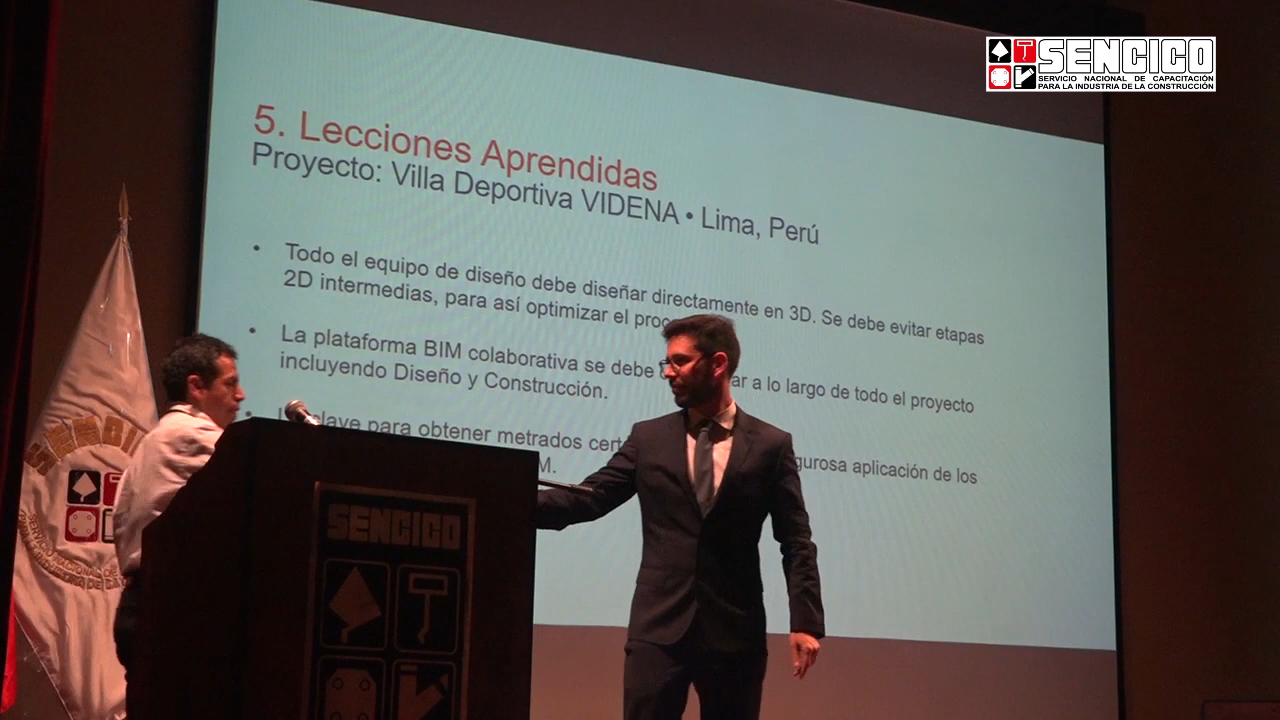 SENCICO
SERVICIO NACIONAL DE CAPACITACIÓN
PARA LA INDUSTRIA DE LA CONSTRUCCIÓN
5. Lecciones Aprendidas
Proyecto: Villa Deportiva VIDENA • Lima, Perú
• Todo el equipo de diseño debe diseñar directamente en 3D. Se debe evitar etapas
2D intermedias, para así optimizar el
• La plataforma BIM colaborativa se debe a lo largo de todo el proyecto
incluyendo Diseño y Construcción.
• clave para obtener metrados aplicación de los
SENCICO